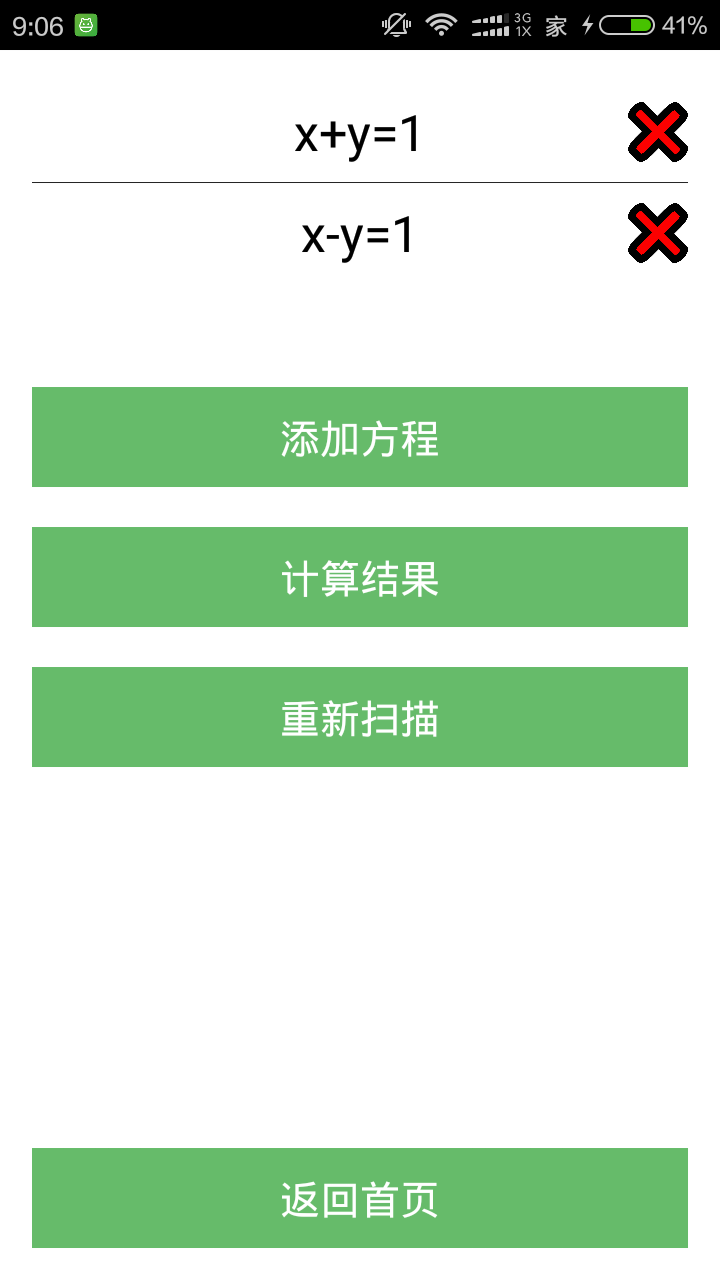 9:06 3G 1X 家 41%
x+y=1
x-y=1
添加方程
计算结果
重新扫描
返回首页